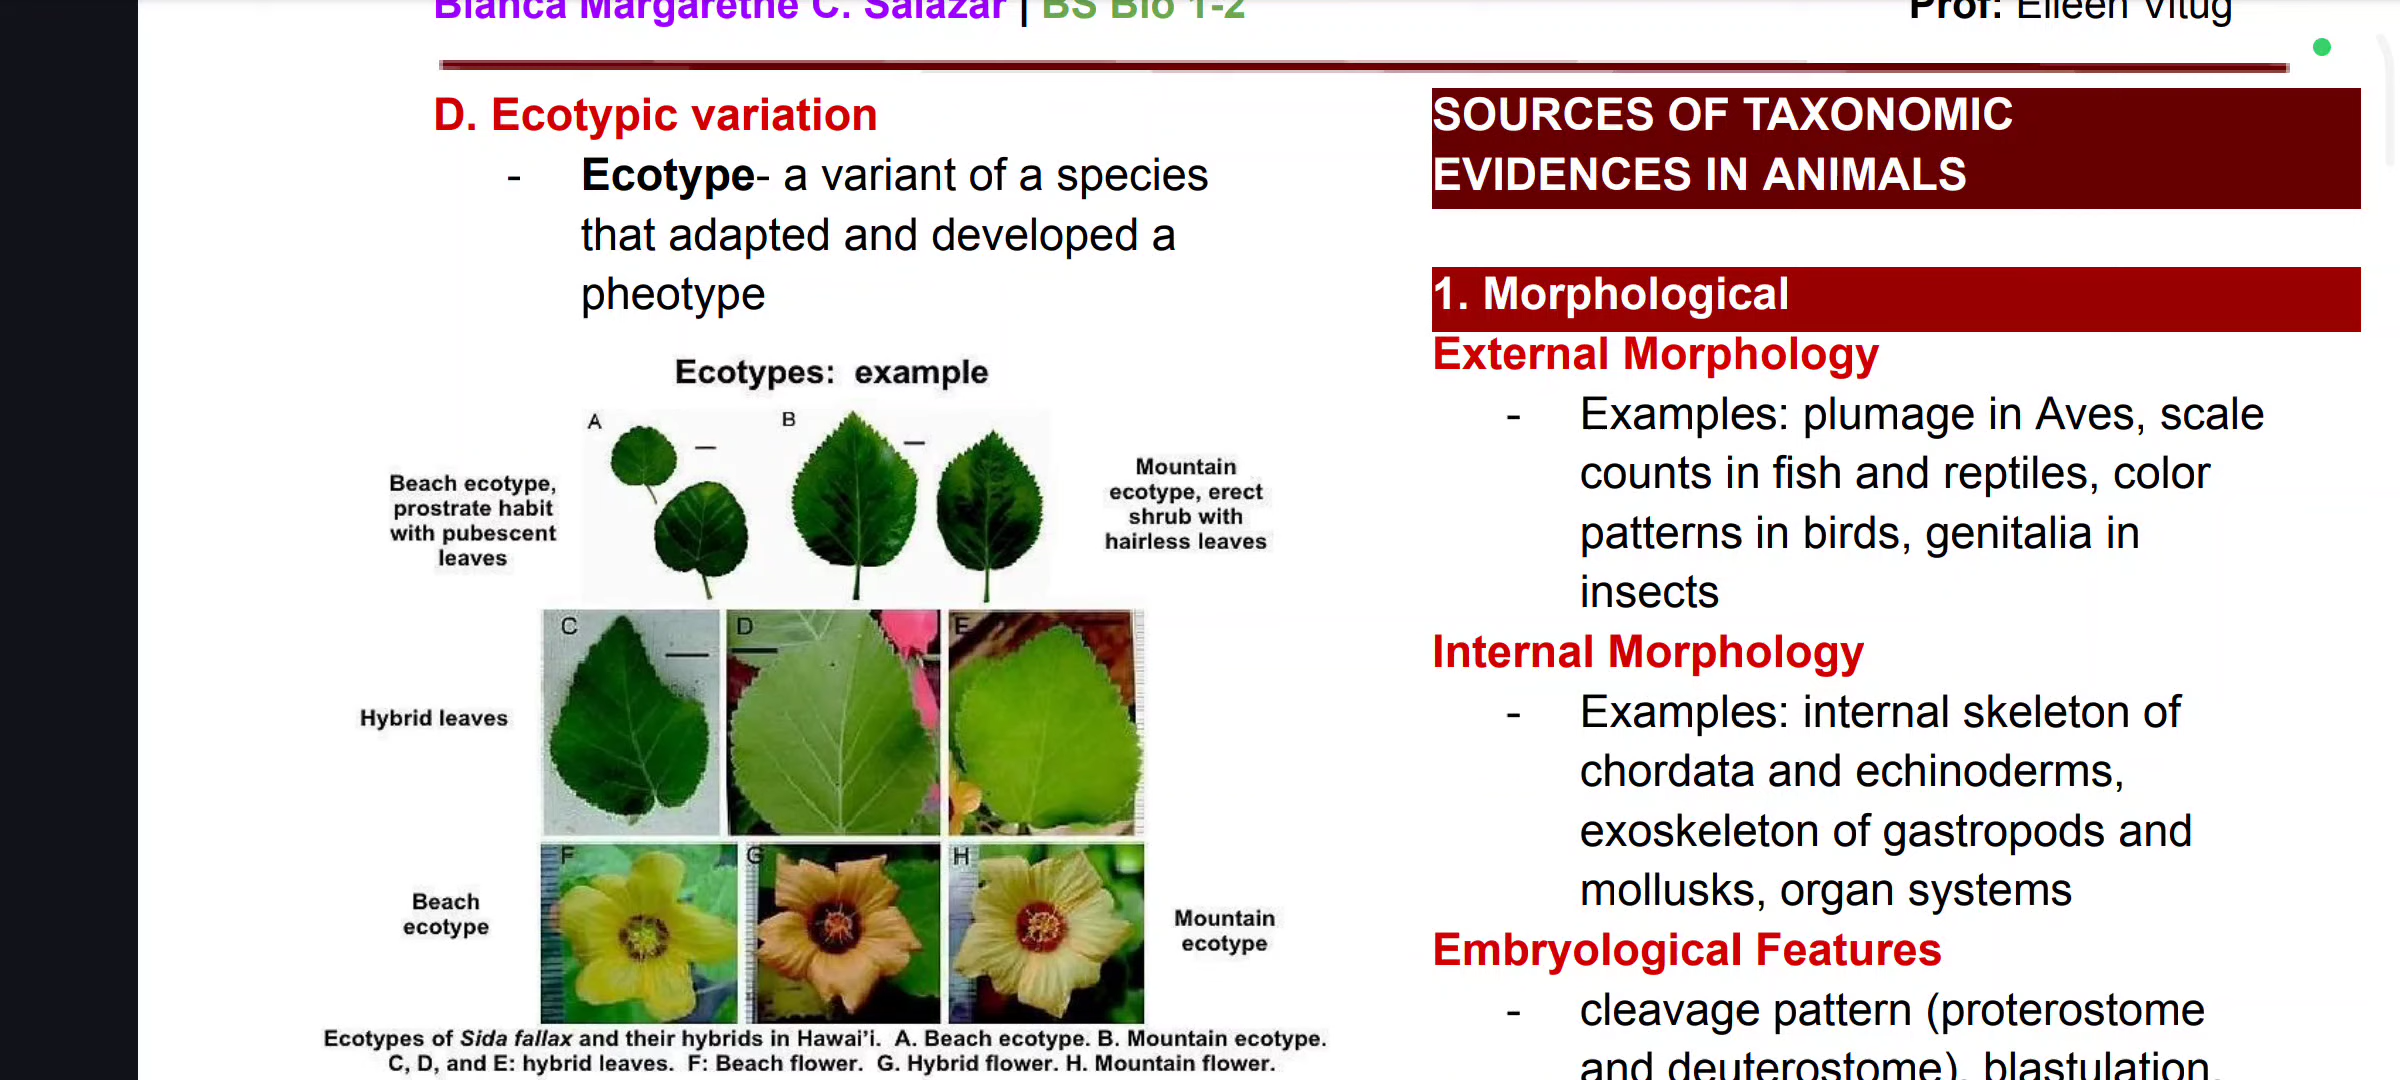 Bianca Margarethe C. Salazar | BS Bio 1-2
Prof: Eileen Vitug
D. Ecotypic variation
- Ecotype- a variant of a species
that adapted and developed a
pheotype
Ecotypes: example
A
B
Beach ecotype,
prostrate habit
with pubescent
leaves
Mountain
ecotype, erect
shrub with
hairless leaves
C
D
E
Hybrid leaves
F
G
H
Beach
ecotype
Mountain
ecotype
Ecotypes of Sida fallax and their hybrids in Hawai'i. A. Beach ecotype. B. Mountain ecotype.
C, D, and E: hybrid leaves. F: Beach flower. G. Hybrid flower. H. Mountain flower.
SOURCES OF TAXONOMIC
EVIDENCES IN ANIMALS
1. Morphological
External Morphology
- Examples: plumage in Aves, scale
counts in fish and reptiles, color
patterns in birds, genitalia in
insects
Internal Morphology
- Examples: internal skeleton of
chordata and echinoderms,
exoskeleton of gastropods and
mollusks, organ systems
Embryological Features
- cleavage pattern (proterostome
and deuterostome), blastulation,